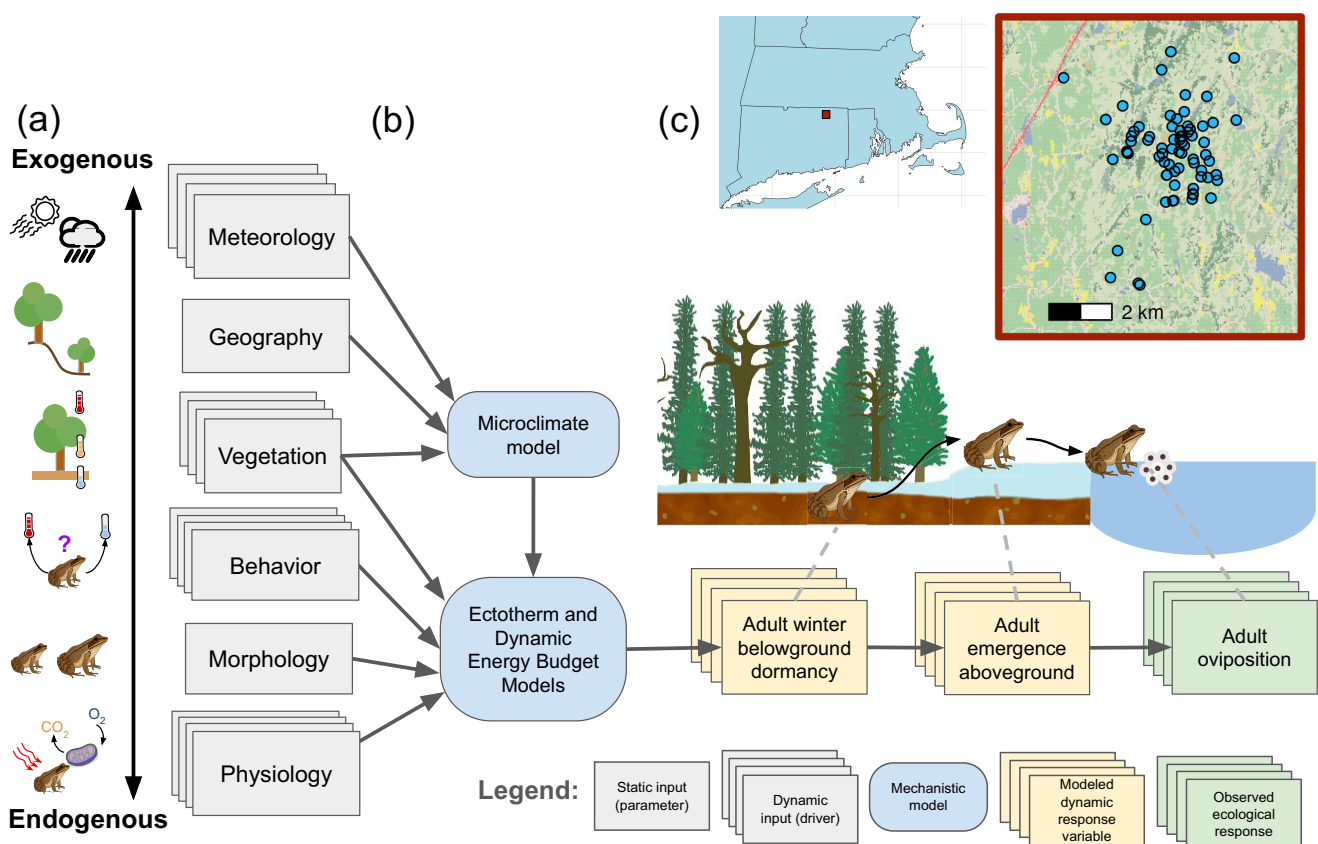 (a)
(b)
(c)
Exogenous
Meteorology
Geography
Vegetation
?
Behavior
Morphology
CO2
O2
Physiology
Endogenous
Microclimate
model
Ectotherm and
Dynamic
Energy Budget
Models
2 km
Adult winter
belowground
dormancy
Adult
emergence
aboveground
Adult
oviposition
Legend:
Static input
(parameter)
Dynamic
input (driver)
Mechanistic
model
Modeled
dynamic
response
variable
Observed
ecological
response